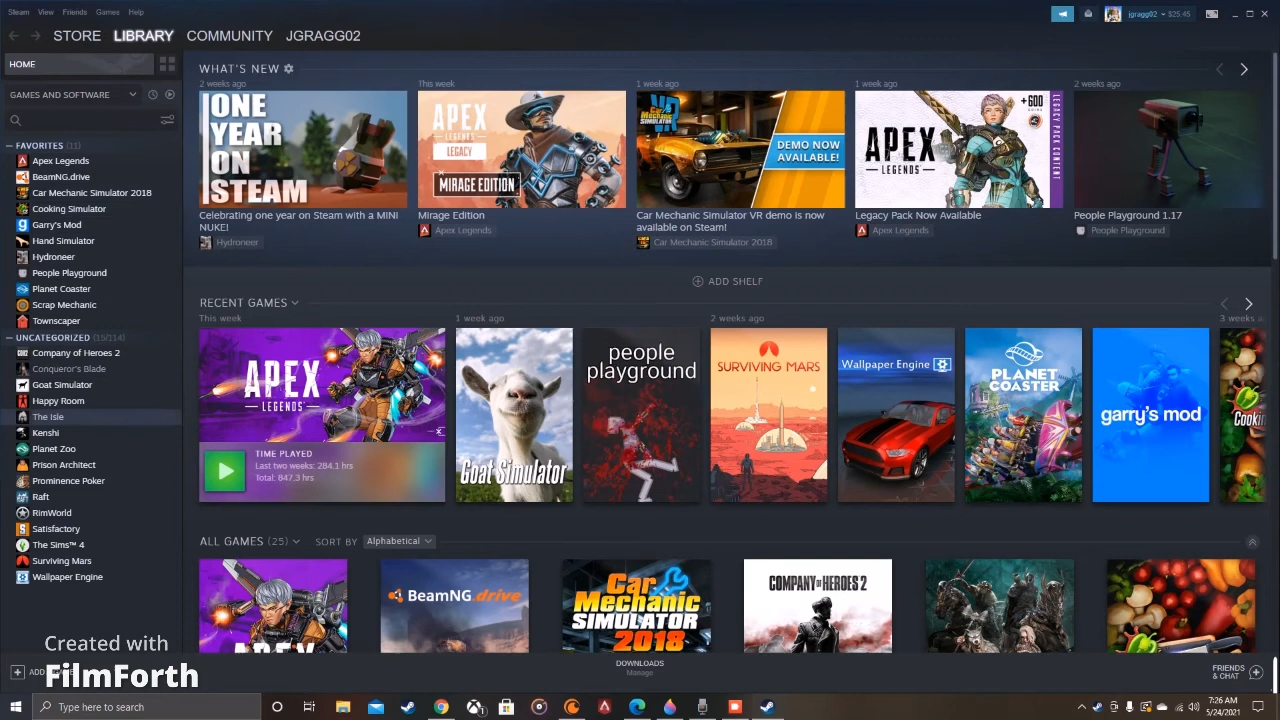 Steam View Friends Games Help
jgragg02 $25.45
STORE LIBRARY COMMUNITY JGRAGG02
HOME
GAMES AND SOFTWARE
FAVORITES (11)
Apex Legends
BeamNG.drive
Car Mechanic Simulator 2018
Cooking Simulator
Garry's Mod
Hand Simulator
Hydroneer
People Playground
Planet Coaster
Scrap Mechanic
Townscaper
UNCATEGORIZED (15/114)
Company of Heroes 2
Conqueror's Blade
Goat Simulator
Happy Room
The Isle
Kenshi
Planet Zoo
Prison Architect
Prominence Poker
Raft
RimWorld
Satisfactory
The Sims™ 4
Surviving Mars
Wallpaper Engine
WHAT'S NEW
2 weeks ago
ONE
YEAR
ON
STEAM
Celebrating one year on Steam with a MINI
NUKE!
Hydroneer
This week
APEX
LEGENDS
LEGACY
MIRAGE EDITION
Mirage Edition
Apex Legends
1 week ago
DEMO NOW
AVAILABLE!
Car Mechanic Simulator VR demo is now
available on Steam!
Car Mechanic Simulator 2018
1 week ago
APEX
LEGENDS
+600
LEGACY PACK CONTENT
Legacy Pack Now Available
Apex Legends
2 weeks ago
People Playground 1.17
People Playground
ADD SHELF
RECENT GAMES
This week
APEX
LEGENDS
TIME PLAYED
Last two weeks: 284.1 hrs
Total: 847.3 hrs
1 week ago
Goat Simulator
people
playground
2 weeks ago
SURVIVING MARS
Wallpaper Engine
PLANET
COASTER
garry's mod
3 weeks
ALL GAMES (25) SORT BY Alphabetical
BeamNG.drive
Car
Mechanic
SIMULATOR
2018
COMPANY OF HEROES 2
Created with
FilmForth
ADD
DOWNLOADS
Manage
FRIENDS
& CHAT
Type here to search
7:26 AM
5/24/2021